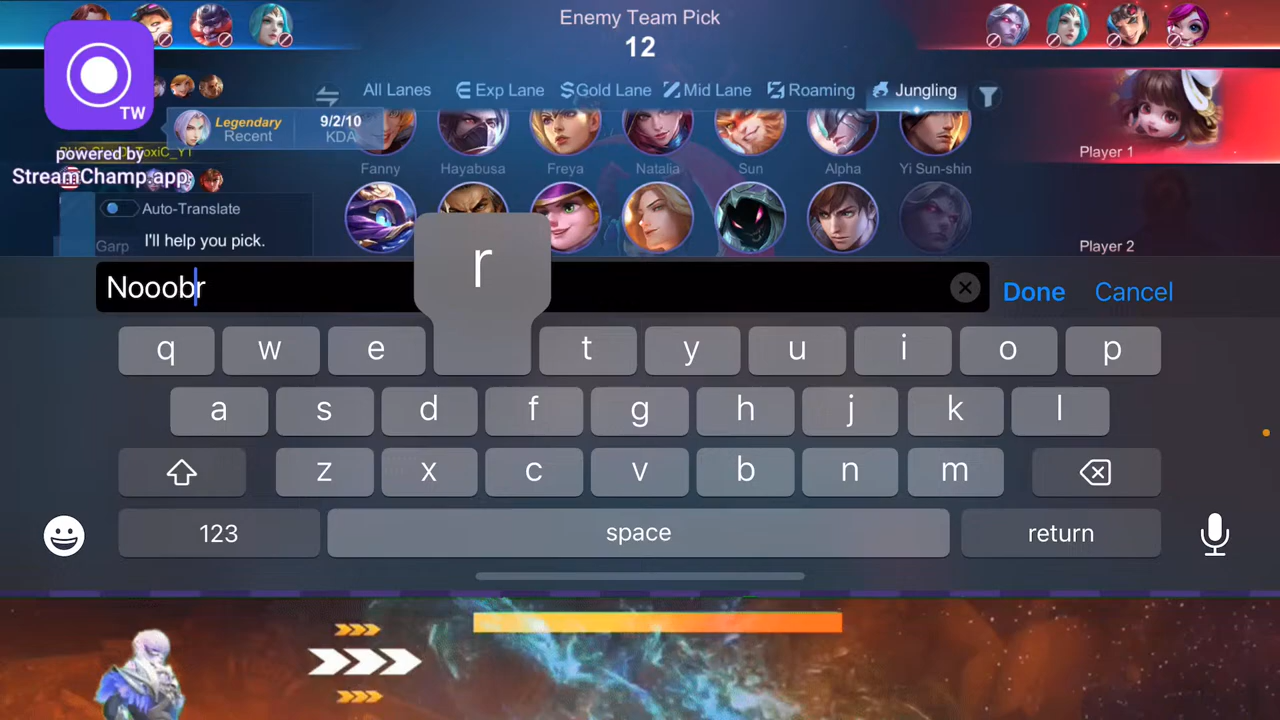 Enemy Team Pick
12
TW
powered by
StreamChamp.app
All Lanes
Exp Lane
Gold Lane
Mid Lane
Roaming
Jungling
Legendary
Recent
9/2/10
KDA
Fanny
Hayabusa
Freya
Natalia
Sun
Alpha
Yi Sun-shin
Player 1
Player 2
Auto-Translate
Garp
I'll help you pick.
Nooobr
Done
Cancel
r
q w e t y u i o p
a s d f g h j k l
z x c v b n m
123
space
return